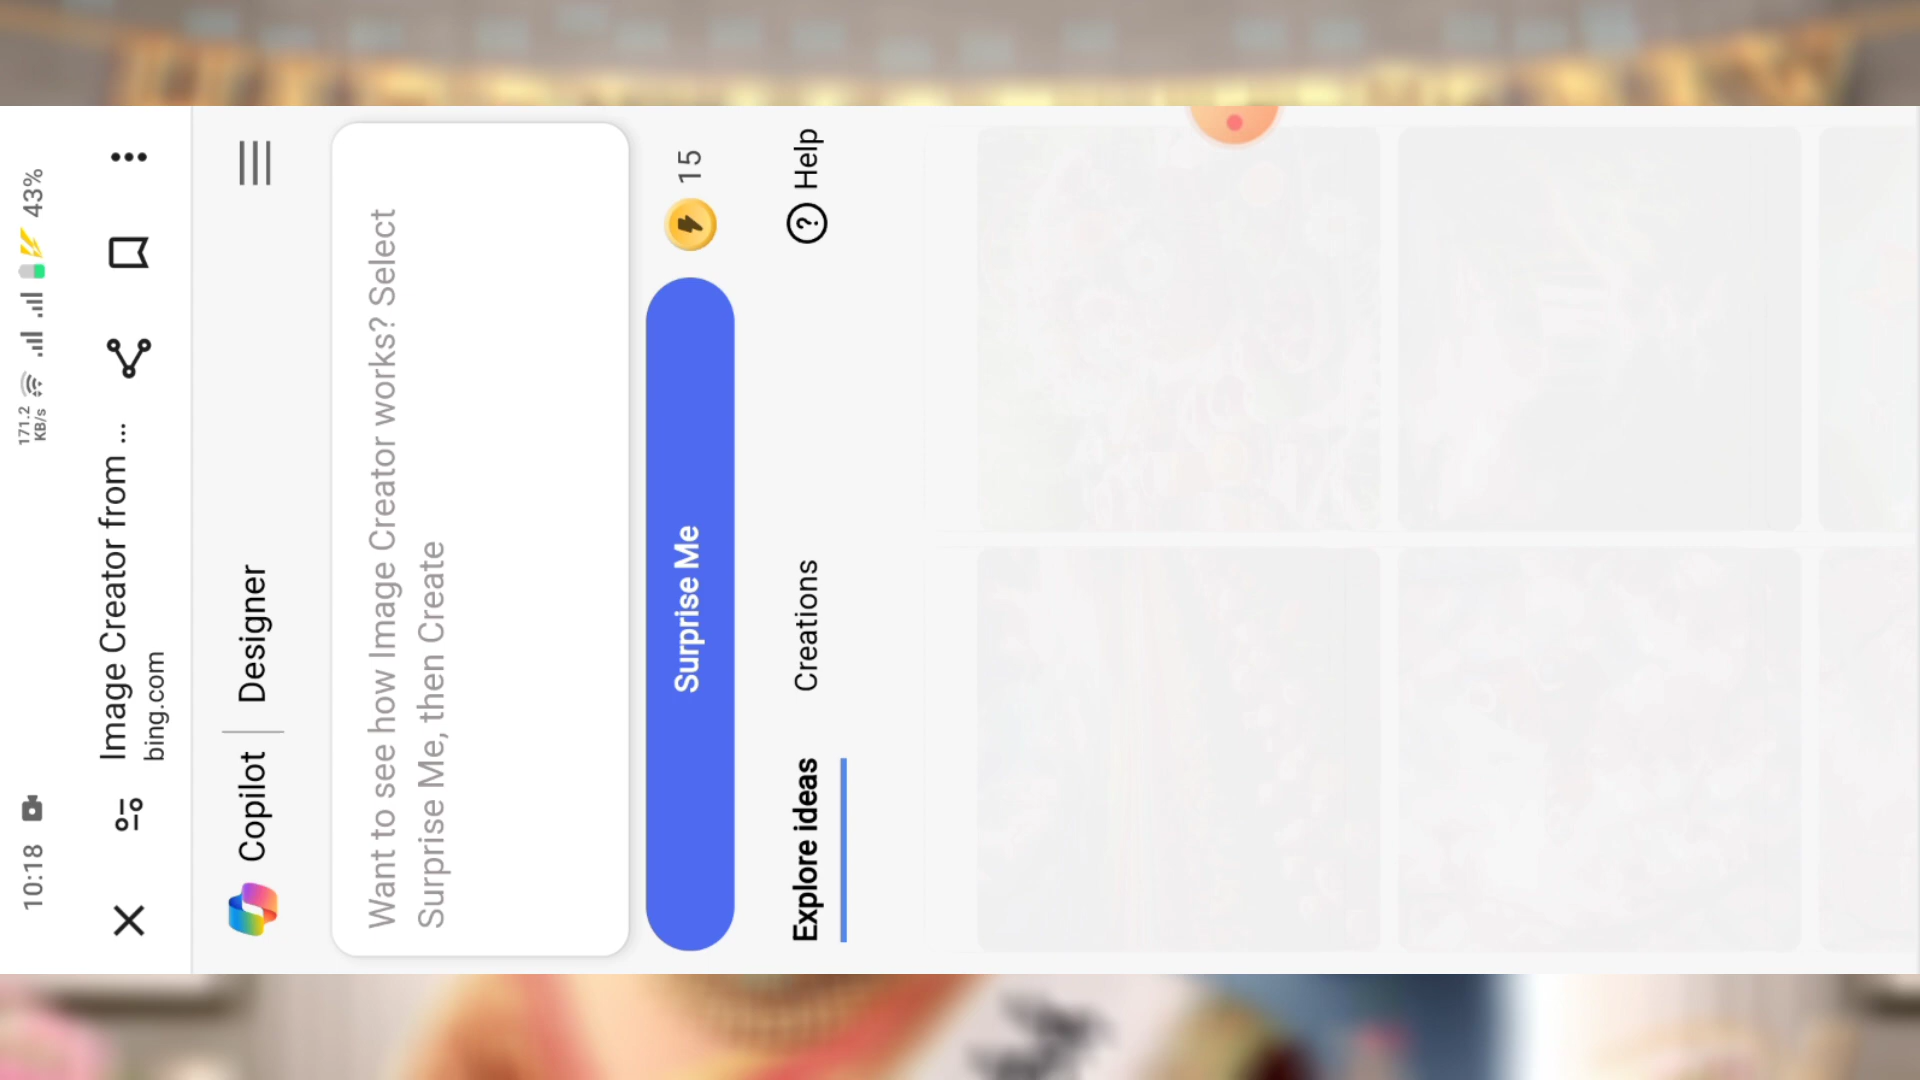 10:18
171.2
KB/s
43%
Image Creator from ...
bing.com
Copilot | Designer
Want to see how Image Creator works? Select
Surprise Me, then Create
Surprise Me
15
Explore ideas
Creations
Help